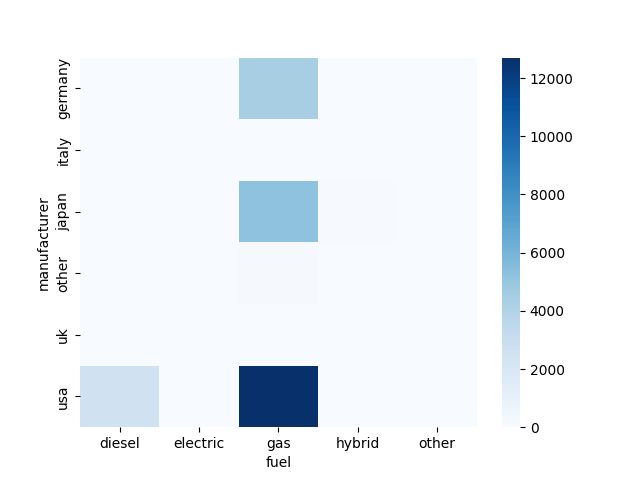 manufacturer
germany
italy
japan
other
uk
usa
diesel electric gas hybrid other
fuel
12000
10000
8000
6000
4000
2000
0